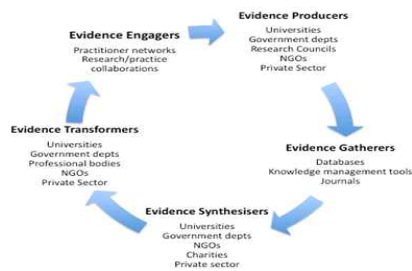 Evidence Producers
Universities
Government depts
Research Councils
NGOs
Private Sector
Evidence Gatherers
Databases
Knowledge management tools
Journals
Evidence Synthesisers
Universities
Government depts
NGOs
Charities
Private sector
Evidence Transformers
Universities
Government depts
Professional bodies
NGOs
Private Sector
Evidence Engagers
Practitioner networks
Research/practice
collaborations